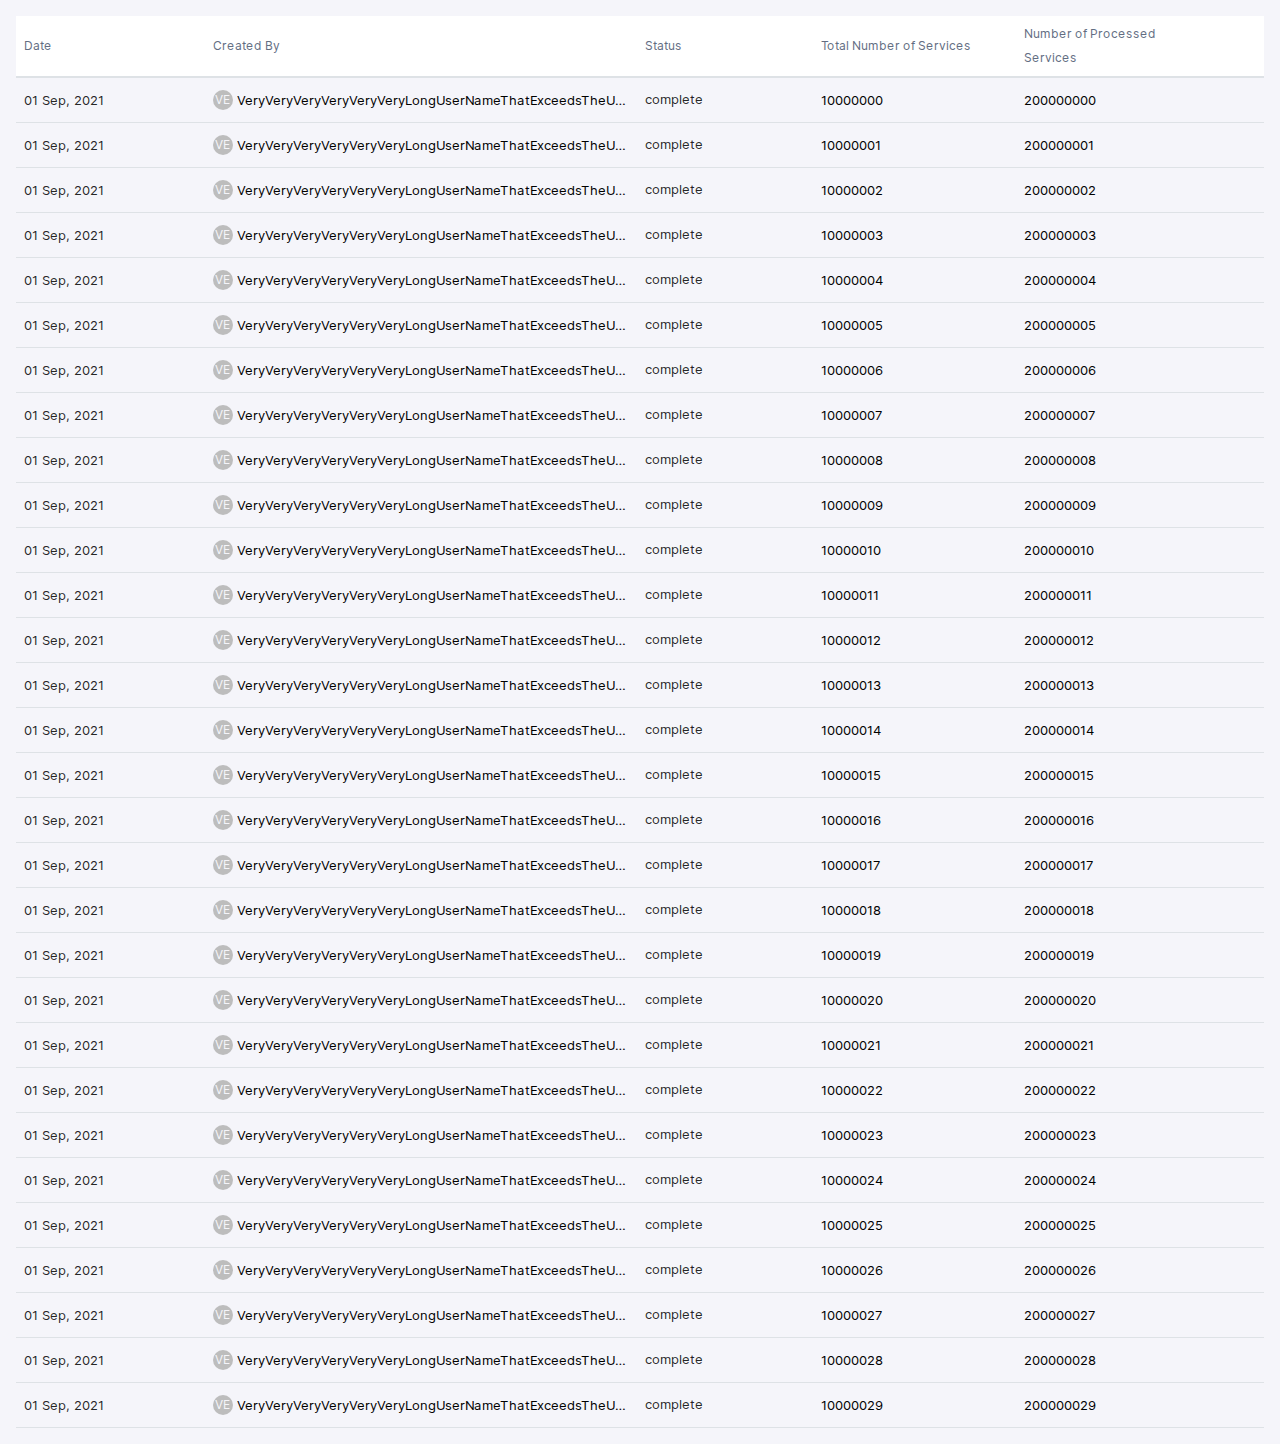 Date Created By Status Total Number of Services Number of Processed Services
01 Sep, 2021 VE VeryVeryVeryVeryVeryVeryLongUserNameThatExceedsTheU... complete 10000000 200000000
01 Sep, 2021 VE VeryVeryVeryVeryVeryVeryLongUserNameThatExceedsTheU... complete 10000001 200000001
01 Sep, 2021 VE VeryVeryVeryVeryVeryVeryLongUserNameThatExceedsTheU... complete 10000002 200000002
01 Sep, 2021 VE VeryVeryVeryVeryVeryVeryLongUserNameThatExceedsTheU... complete 10000003 200000003
01 Sep, 2021 VE VeryVeryVeryVeryVeryVeryLongUserNameThatExceedsTheU... complete 10000004 200000004
01 Sep, 2021 VE VeryVeryVeryVeryVeryVeryLongUserNameThatExceedsTheU... complete 10000005 200000005
01 Sep, 2021 VE VeryVeryVeryVeryVeryVeryLongUserNameThatExceedsTheU... complete 10000006 200000006
01 Sep, 2021 VE VeryVeryVeryVeryVeryVeryLongUserNameThatExceedsTheU... complete 10000007 200000007
01 Sep, 2021 VE VeryVeryVeryVeryVeryVeryLongUserNameThatExceedsTheU... complete 10000008 200000008
01 Sep, 2021 VE VeryVeryVeryVeryVeryVeryLongUserNameThatExceedsTheU... complete 10000009 200000009
01 Sep, 2021 VE VeryVeryVeryVeryVeryVeryLongUserNameThatExceedsTheU... complete 10000010 200000010
01 Sep, 2021 VE VeryVeryVeryVeryVeryVeryLongUserNameThatExceedsTheU... complete 10000011 200000011
01 Sep, 2021 VE VeryVeryVeryVeryVeryVeryLongUserNameThatExceedsTheU... complete 10000012 200000012
01 Sep, 2021 VE VeryVeryVeryVeryVeryVeryLongUserNameThatExceedsTheU... complete 10000013 200000013
01 Sep, 2021 VE VeryVeryVeryVeryVeryVeryLongUserNameThatExceedsTheU... complete 10000014 200000014
01 Sep, 2021 VE VeryVeryVeryVeryVeryVeryLongUserNameThatExceedsTheU... complete 10000015 200000015
01 Sep, 2021 VE VeryVeryVeryVeryVeryVeryLongUserNameThatExceedsTheU... complete 10000016 200000016
01 Sep, 2021 VE VeryVeryVeryVeryVeryVeryLongUserNameThatExceedsTheU... complete 10000017 200000017
01 Sep, 2021 VE VeryVeryVeryVeryVeryVeryLongUserNameThatExceedsTheU... complete 10000018 200000018
01 Sep, 2021 VE VeryVeryVeryVeryVeryVeryLongUserNameThatExceedsTheU... complete 10000019 200000019
01 Sep, 2021 VE VeryVeryVeryVeryVeryVeryLongUserNameThatExceedsTheU... complete 10000020 200000020
01 Sep, 2021 VE VeryVeryVeryVeryVeryVeryLongUserNameThatExceedsTheU... complete 10000021 200000021
01 Sep, 2021 VE VeryVeryVeryVeryVeryVeryLongUserNameThatExceedsTheU... complete 10000022 200000022
01 Sep, 2021 VE VeryVeryVeryVeryVeryVeryLongUserNameThatExceedsTheU... complete 10000023 200000023
01 Sep, 2021 VE VeryVeryVeryVeryVeryVeryLongUserNameThatExceedsTheU... complete 10000024 200000024
01 Sep, 2021 VE VeryVeryVeryVeryVeryVeryLongUserNameThatExceedsTheU... complete 10000025 200000025
01 Sep, 2021 VE VeryVeryVeryVeryVeryVeryLongUserNameThatExceedsTheU... complete 10000026 200000026
01 Sep, 2021 VE VeryVeryVeryVeryVeryVeryLongUserNameThatExceedsTheU... complete 10000027 200000027
01 Sep, 2021 VE VeryVeryVeryVeryVeryVeryLongUserNameThatExceedsTheU... complete 10000028 200000028
01 Sep, 2021 VE VeryVeryVeryVeryVeryVeryLongUserNameThatExceedsTheU... complete 10000029 200000029